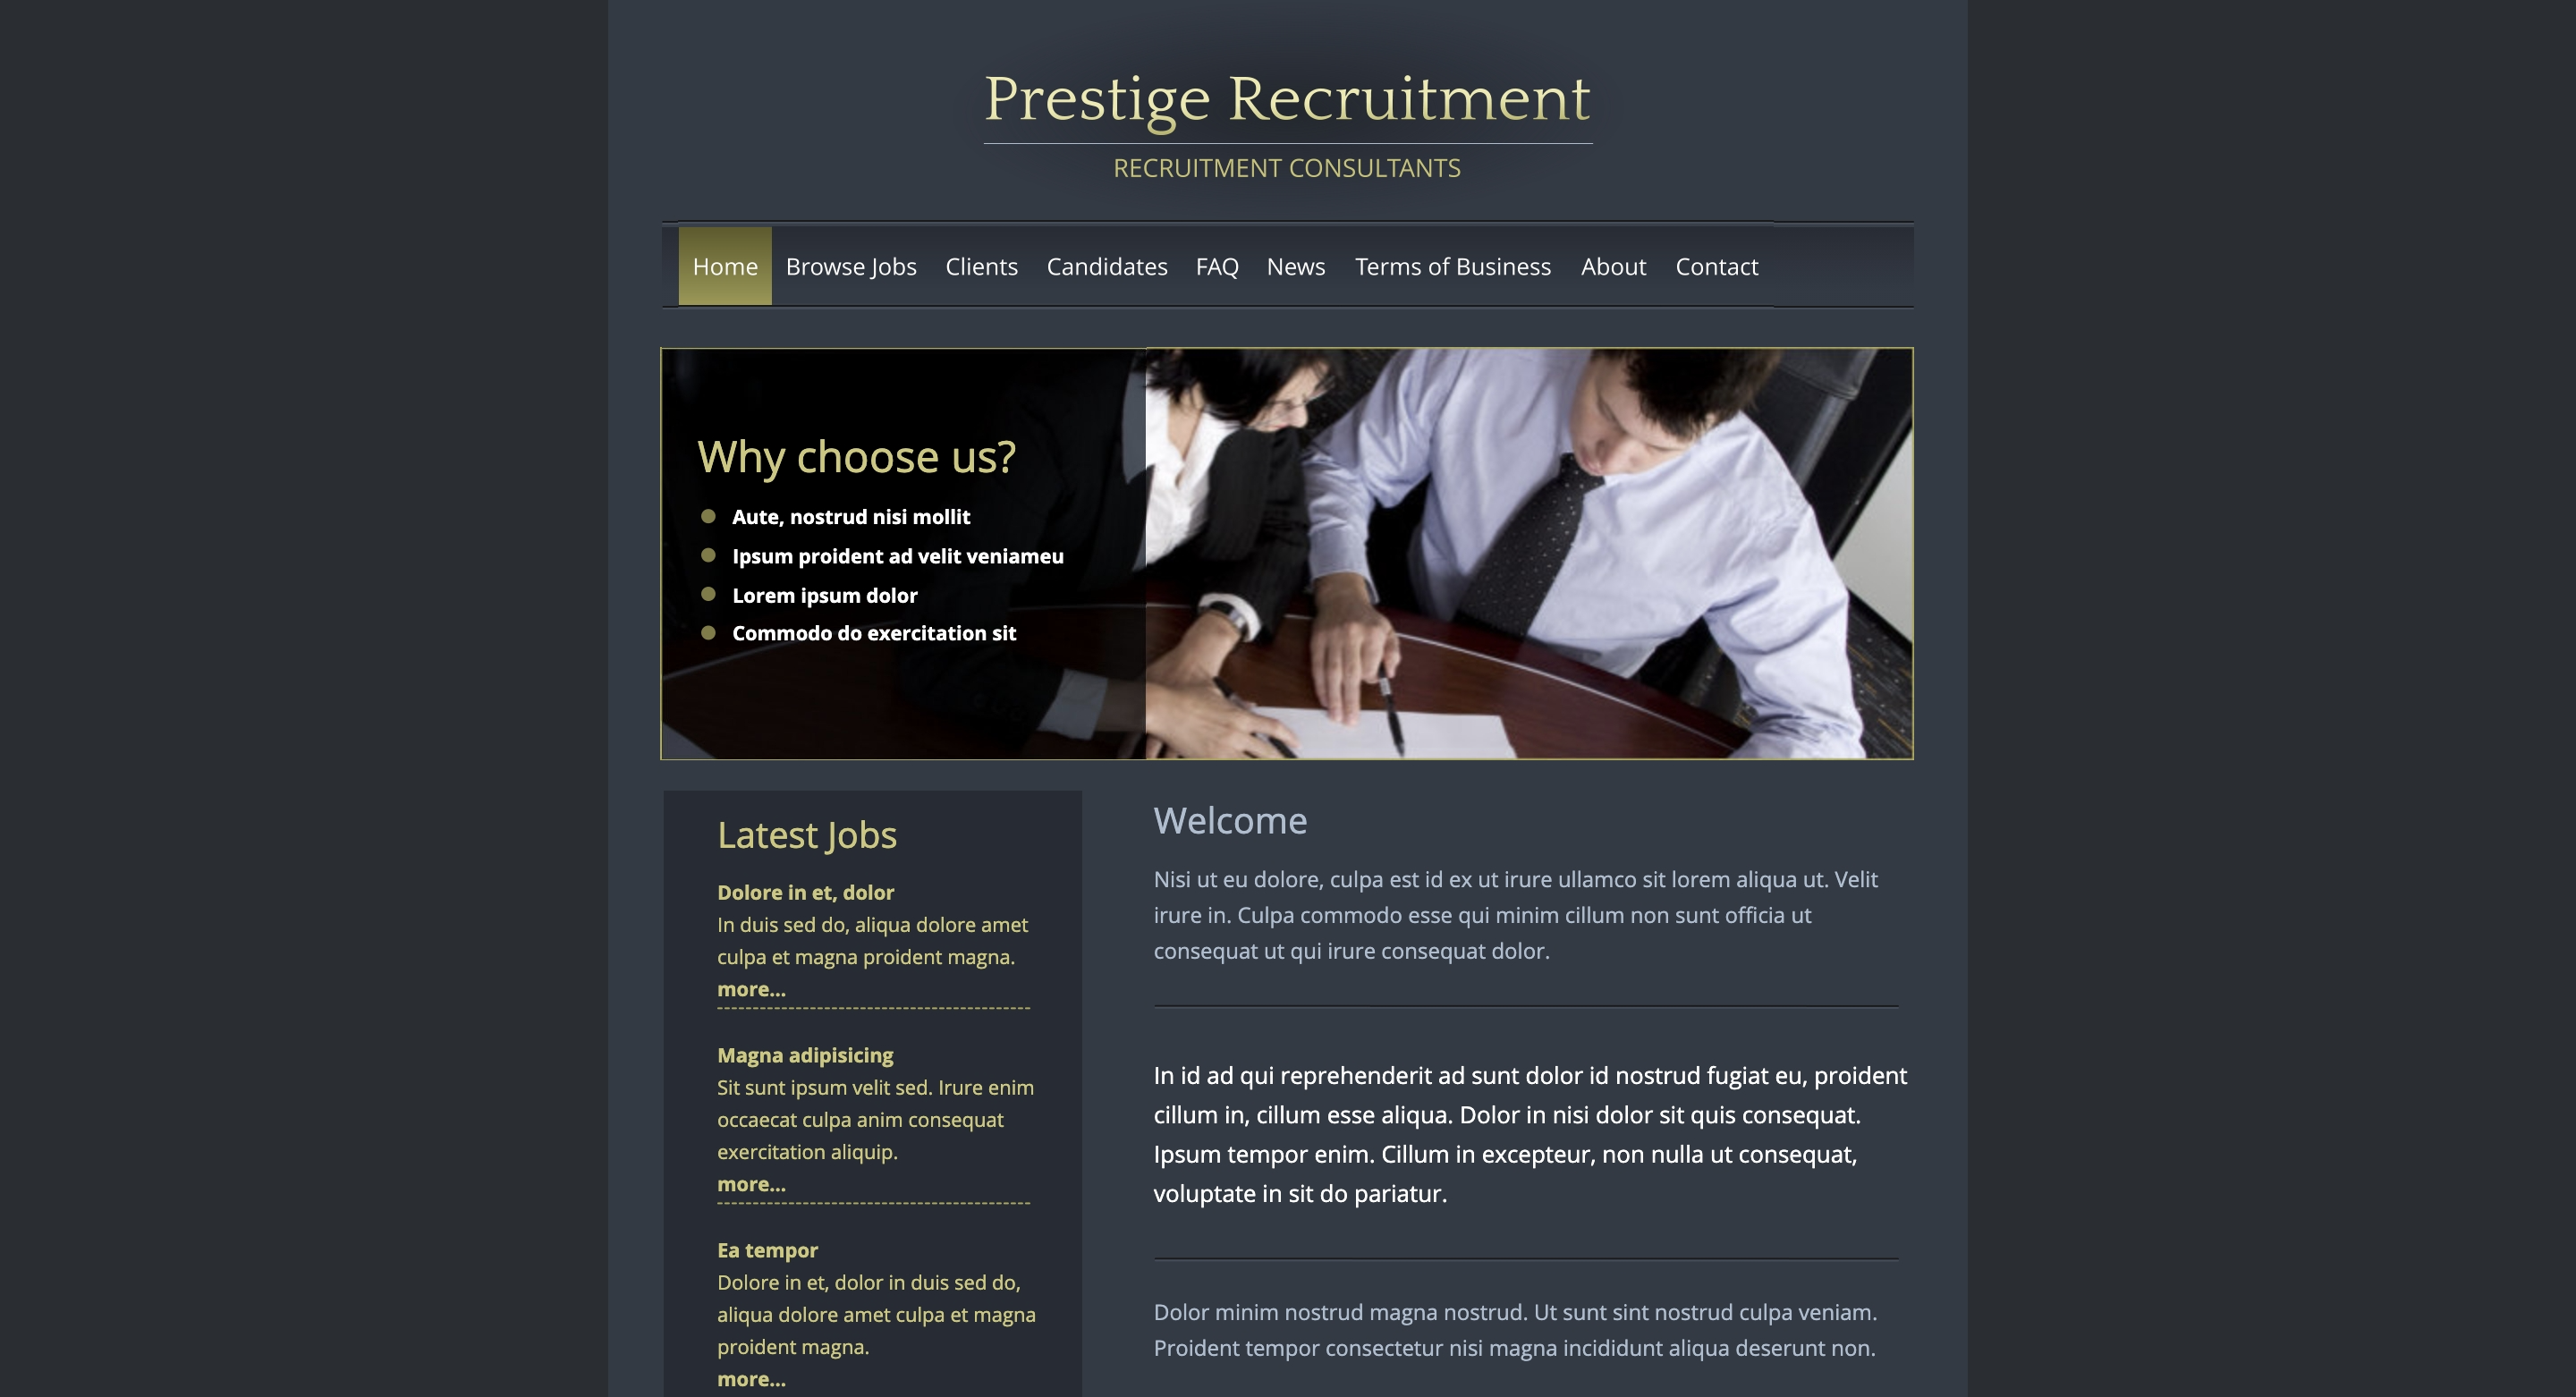 Prestige Recruitment
RECRUITMENT CONSULTANTS
Home Browse Jobs Clients Candidates FAQ News Terms of Business About Contact
Why choose us?
Aute, nostrud nisi mollit
Ipsum proident ad velit veniameu
Lorem ipsum dolor
Commodo do exercitation sit
Latest Jobs
Dolore in et, dolor
In duis sed do, aliqua dolore amet
culpa et magna proident magna.
more...
Magna adipisicing
Sit sunt ipsum velit sed. Irure enim
occaecat culpa anim consequat
exercitation aliquip.
more...
Ea tempor
Dolore in et, dolor in duis sed do,
aliqua dolore amet culpa et magna
proident magna.
more...
Welcome
Nisi ut eu dolore, culpa est id ex ut irure ullamco sit lorem aliqua ut. Velit
irure in. Culpa commodo esse qui minim cillum non sunt officia ut
consequat ut qui irure consequat dolor.
In id ad qui reprehenderit ad sunt dolor id nostrud fugiat eu, proident
cillum in, cillum esse aliqua. Dolor in nisi dolor sit quis consequat.
Ipsum tempor enim. Cillum in excepteur, non nulla ut consequat,
voluptate in sit do pariatur.
Dolor minim nostrud magna nostrud. Ut sunt sint nostrud culpa veniam.
Proident tempor consectetur nisi magna incididunt aliqua deserunt non.